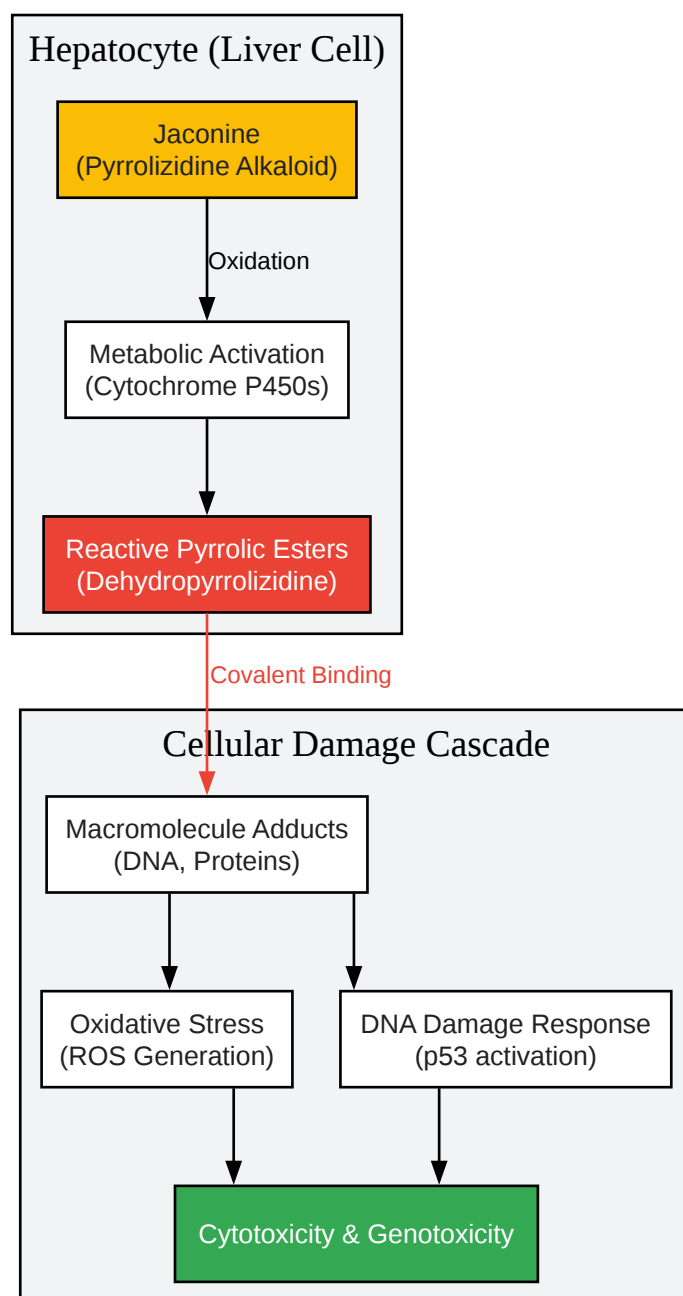 Hepatocyte (Liver Cell)
Jaconine
(Pyrrolizidine Alkaloid)
Oxidation
Metabolic Activation
(Cytochrome P450s)
Reactive Pyrrolic Esters
(Dehydropyrrolizidine)
Covalent Binding
Cellular Damage Cascade
Macromolecule Adducts
(DNA, Proteins)
Oxidative Stress
(ROS Generation)
DNA Damage Response
(p53 activation)
Cytotoxicity & Genotoxicity